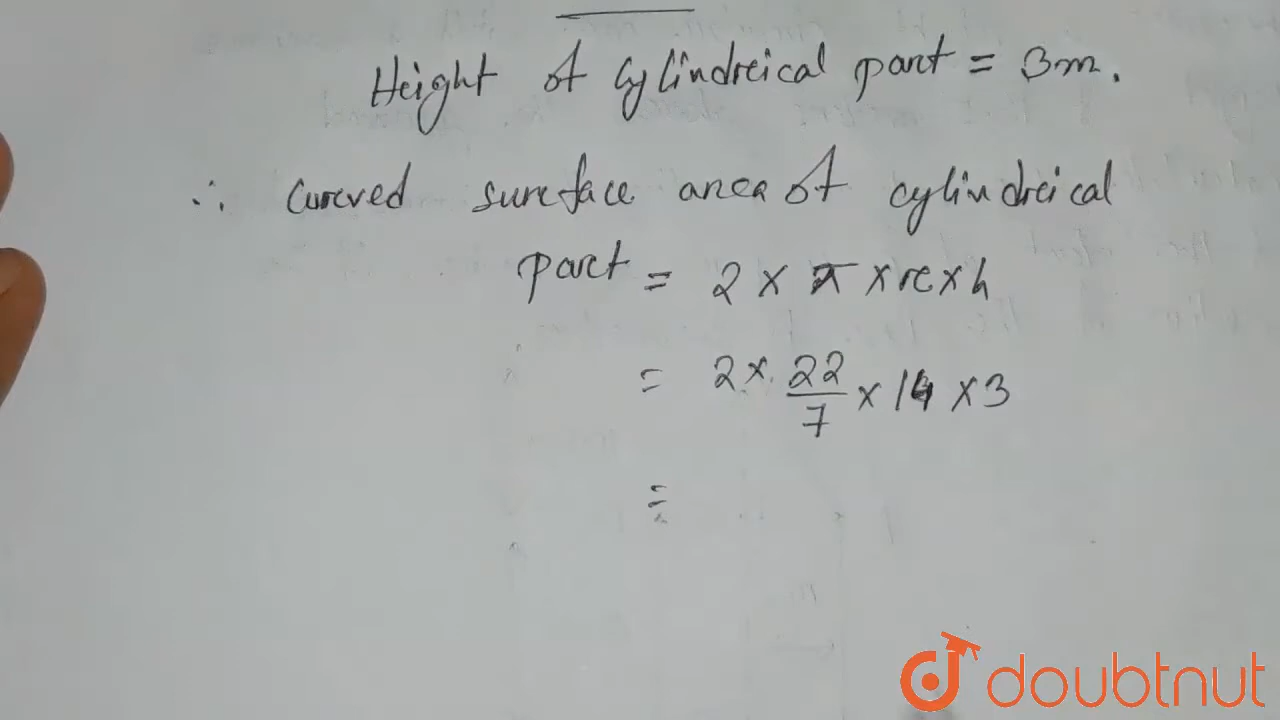 Height of Cylindrical part = 3m.
∴ curved surface area of cylindrical
part = 2 × π × r × h
= 2 × 22/7 × 14 × 3
=
doubtnut